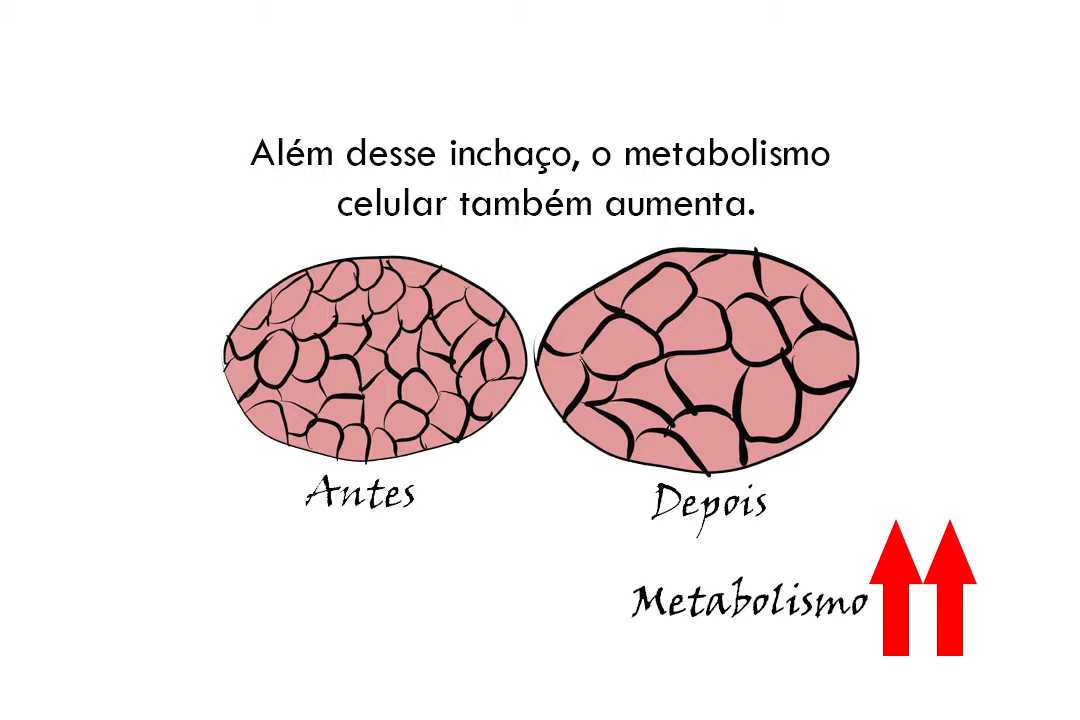 Além desse inchaço, o metabolismo
celular também aumenta.
Antes
Depois
Metabolismo